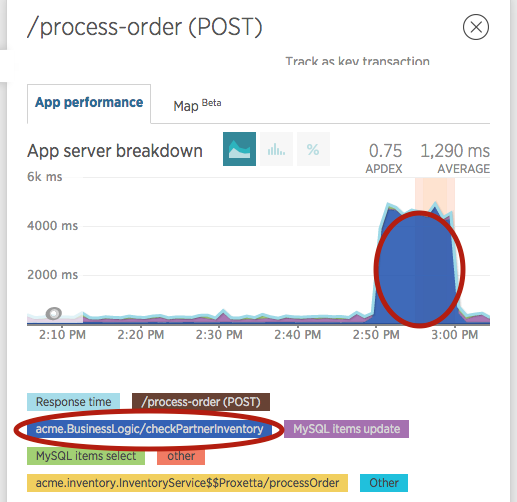 /process-order (POST)
Track as key transaction
App performance
Map Beta
App server breakdown
%
0.75
1,290 ms
APDEX
AVERAGE
6k ms
4000 ms
2000 ms
2:10 PM 2:20 PM 2:30 PM 2:40 PM 2:50 PM 3:00 PM
Response time /process-order (POST)
acme.BusinessLogic/checkPartnerInventory MySQL items update
MySQL items select other
acme.inventory.InventoryService$$Proxetta/processOrder Other